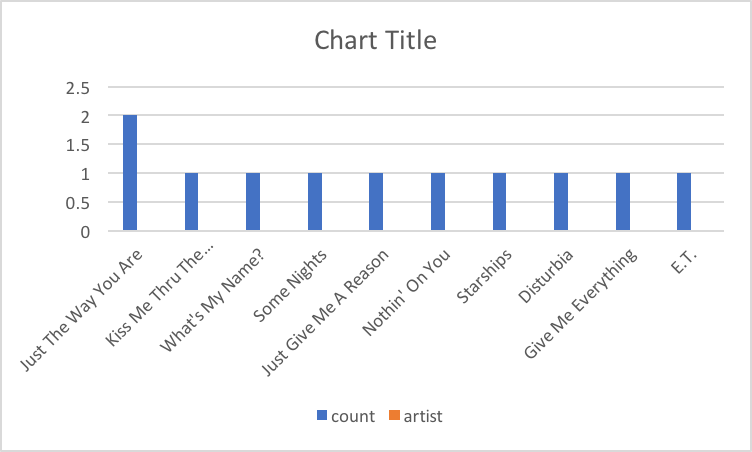 Chart Title
2.5
2
1.5
1
0.5
0
Just The Way You Are
Kiss Me Thru The...
What's My Name?
Some Nights
Just Give Me A Reason
Nothin' On You
Starships
Disturbia
Give Me Everything
E.T.
count
artist